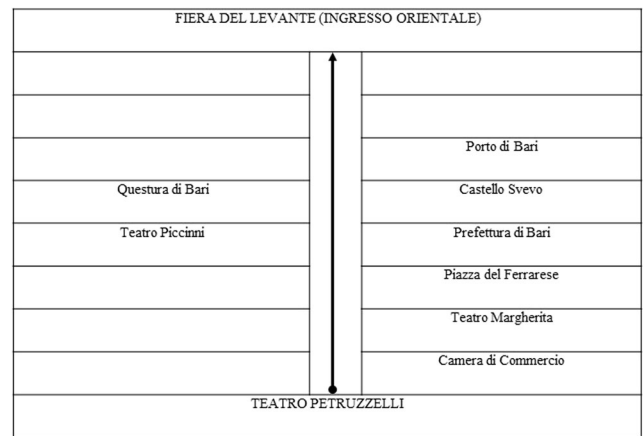 FIERA DEL LEVANTE (INGRESSO ORIENTALE)
Porto di Bari
Questura di Bari
Castello Svevo
Teatro Piccinni
Prefettura di Bari
Piazza del Ferrarese
Teatro Margherita
Camera di Commercio
TEATRO PETRUZZELLI